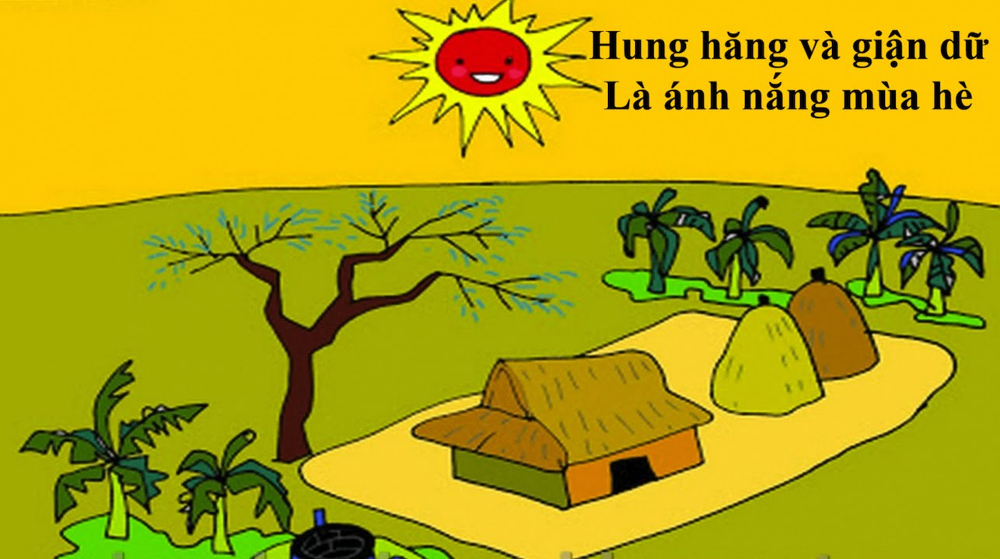 Hung hăng và giận dữ
Là ánh nắng mùa hè